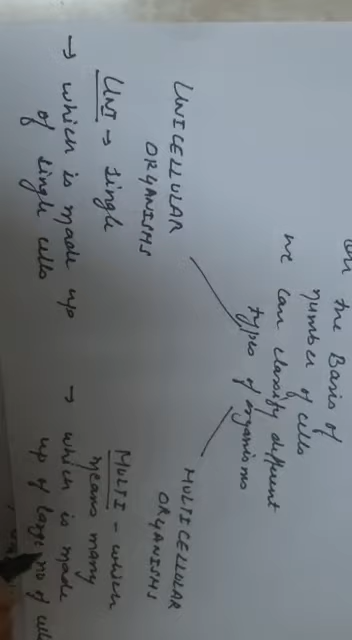 On the Basis of
number of cells
we can classify different
types of organisms
UNICELLULAR
ORGANISMS
UNI → Single
→ which is made up
of single cells
MULTICELLULAR
ORGANISMS
MULTI - which
means many
→ which is made
up of large no of cells